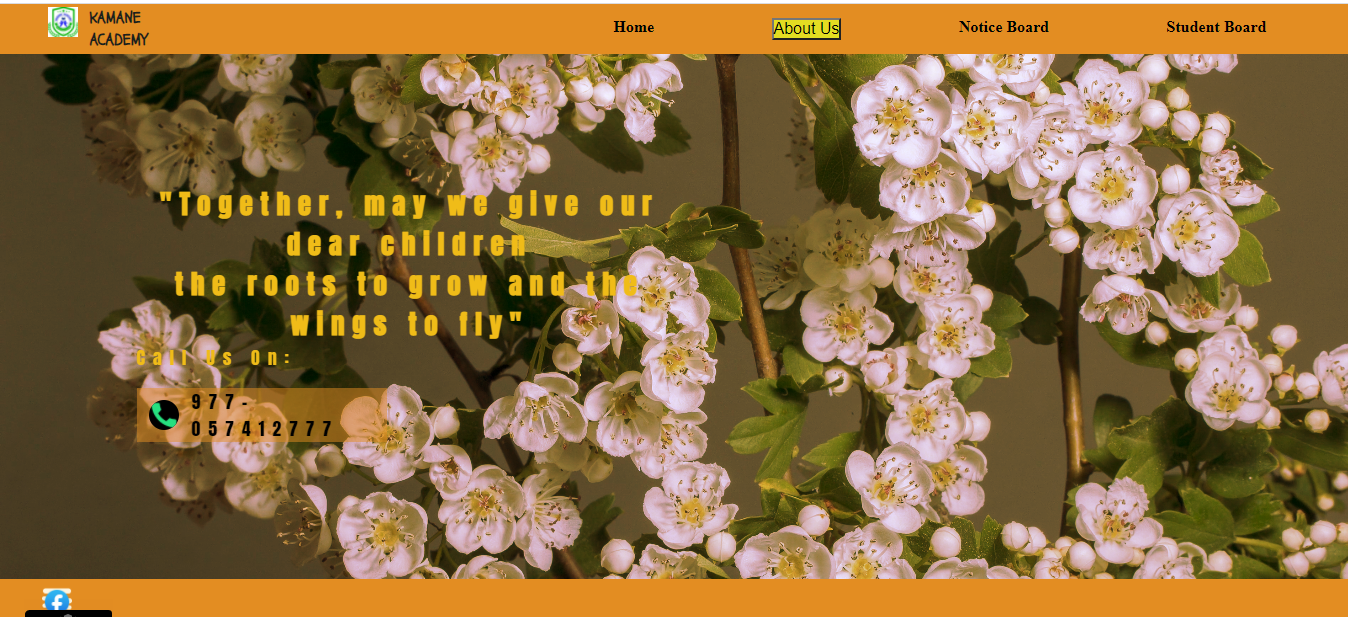 KAMANE
ACADEMY
Home
About Us
Notice Board
Student Board
"Together, may we give our
dear children
the roots to grow and the
wings to fly"
Call Us On:
977-
057412777